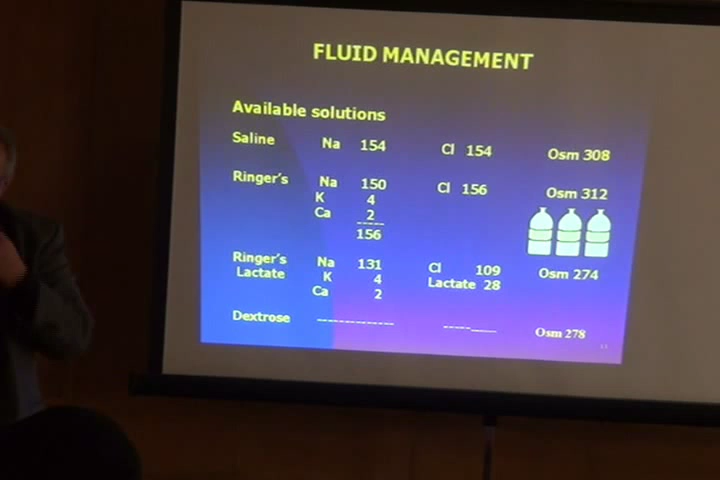 FLUID MANAGEMENT
Available solutions
Saline Na 154 Cl 154 Osm 308
Ringer's Na 150 Cl 156 Osm 312
K 4
Ca 2
-----
156
Ringer's Na 131 Cl 109 Osm 274
Lactate K 4 Lactate 28
Ca 2
Dextrose -------------- ---------- Osm 278